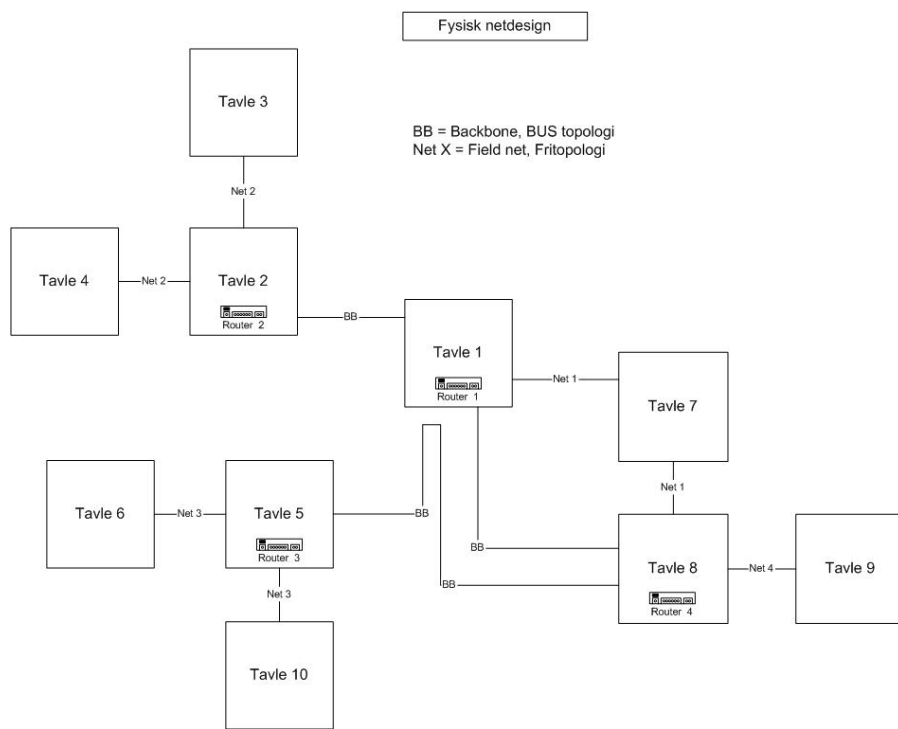 Fysisk netdesign
Tavle 3
BB = Backbone, BUS topologi
Net X = Field net, Fritopologi
Net 2
Tavle 4
Net 2
Tavle 2
Router 2
BB
Tavle 1
Router 1
Net 1
Tavle 7
Net 1
Tavle 6
Net 3
Tavle 5
Router 3
BB
BB
BB
Net 3
Tavle 8
Router 4
Net 4
Tavle 9
Tavle 10